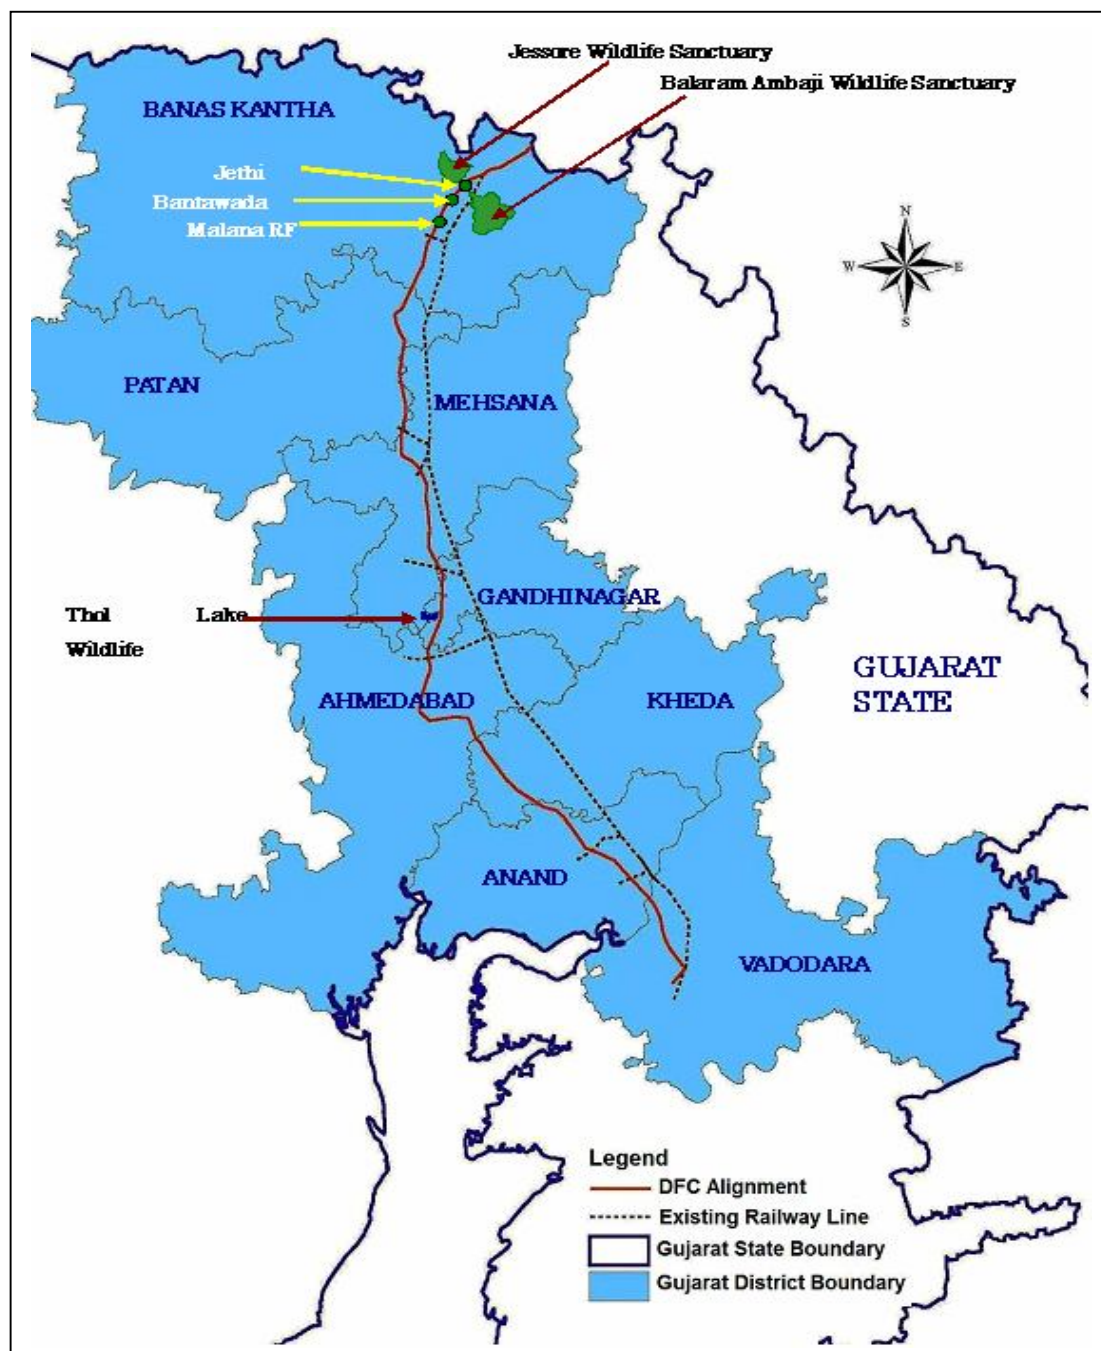 Jessore Wildlife Sanctuary
Balaram Ambaji Wildlife Sanctuary
BANAS KANTHA
Jethi
Bantawada
Malana RF
N
W
E
S
PATAN
MEHSANA
GANDHINAGAR
Thol Lake
Wildlife
AHMEDABAD
KHEDA
GUJARAT
STATE
ANAND
VADODARA
Legend
DFC Alignment
Existing Railway Line
Gujarat State Boundary
Gujarat District Boundary